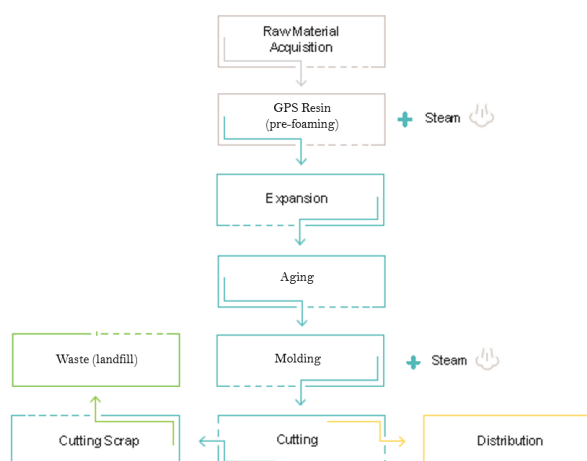 Raw Material
Acquisition
GPS Resin
(pre-foaming)
+ Steam
Expansion
Aging
Waste (landfill)
Molding
+ Steam
Cutting Scrap
Cutting
Distribution